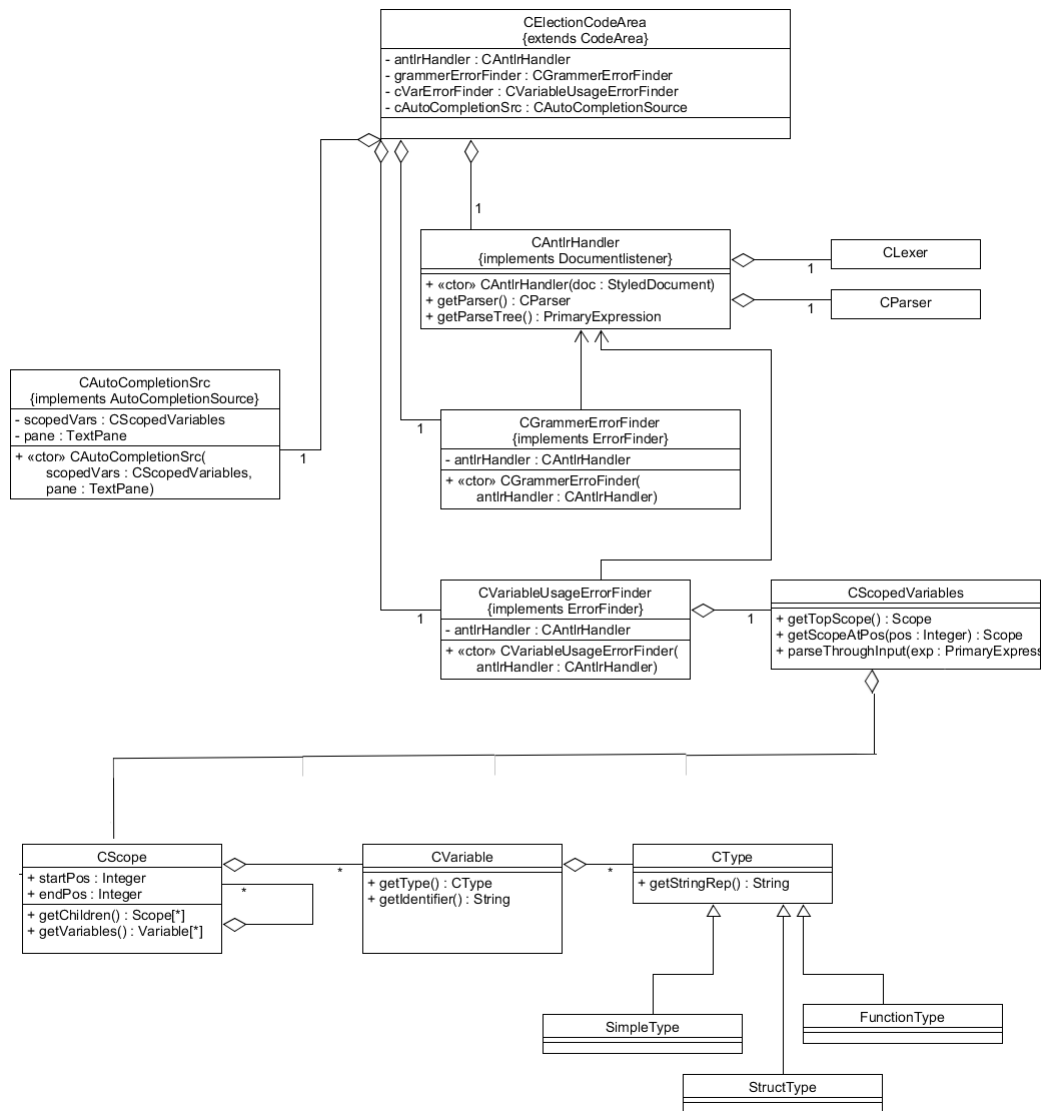 CElectionCodeArea
{extends CodeArea}
- antlrHandler : CAntlrHandler
- grammerErrorFinder : CGrammerErrorFinder
- cVarErrorFinder : CVariableUsageErrorFinder
- cAutoCompletionSrc : CAutoCompletionSource
1
CAntlrHandler
{implements Documentlistener}
+ «ctor» CAntlrHandler(doc : StyledDocument)
+ getParser() : CParser
+ getParseTree() : PrimaryExpression
CLexer
1
CParser
1
CAutoCompletionSrc
{implements AutoCompletionSource}
- scopedVars : CScopedVariables
- pane : TextPane
+ «ctor» CAutoCompletionSrc(
scopedVars : CScopedVariables,
pane : TextPane)
1
CGrammerErrorFinder
{implements ErrorFinder}
- antlrHandler : CAntlrHandler
+ «ctor» CGrammerErroFinder(
antlrHandler : CAntlrHandler)
1
CVariableUsageErrorFinder
{implements ErrorFinder}
- antlrHandler : CAntlrHandler
+ «ctor» CVariableUsageErrorFinder(
antlrHandler : CAntlrHandler)
1
1
CScopedVariables
+ getTopScope() : Scope
+ getScopeAtPos(pos : Integer) : Scope
+ parseThroughInput(exp : PrimaryExpress
CScope
+ startPos : Integer
+ endPos : Integer
+ getChildren() : Scope[*]
+ getVariables() : Variable[*]
*
*
CVariable
+ getType() : CType
+ getIdentifier() : String
*
CType
+ getStringRep() : String
SimpleType
FunctionType
StructType